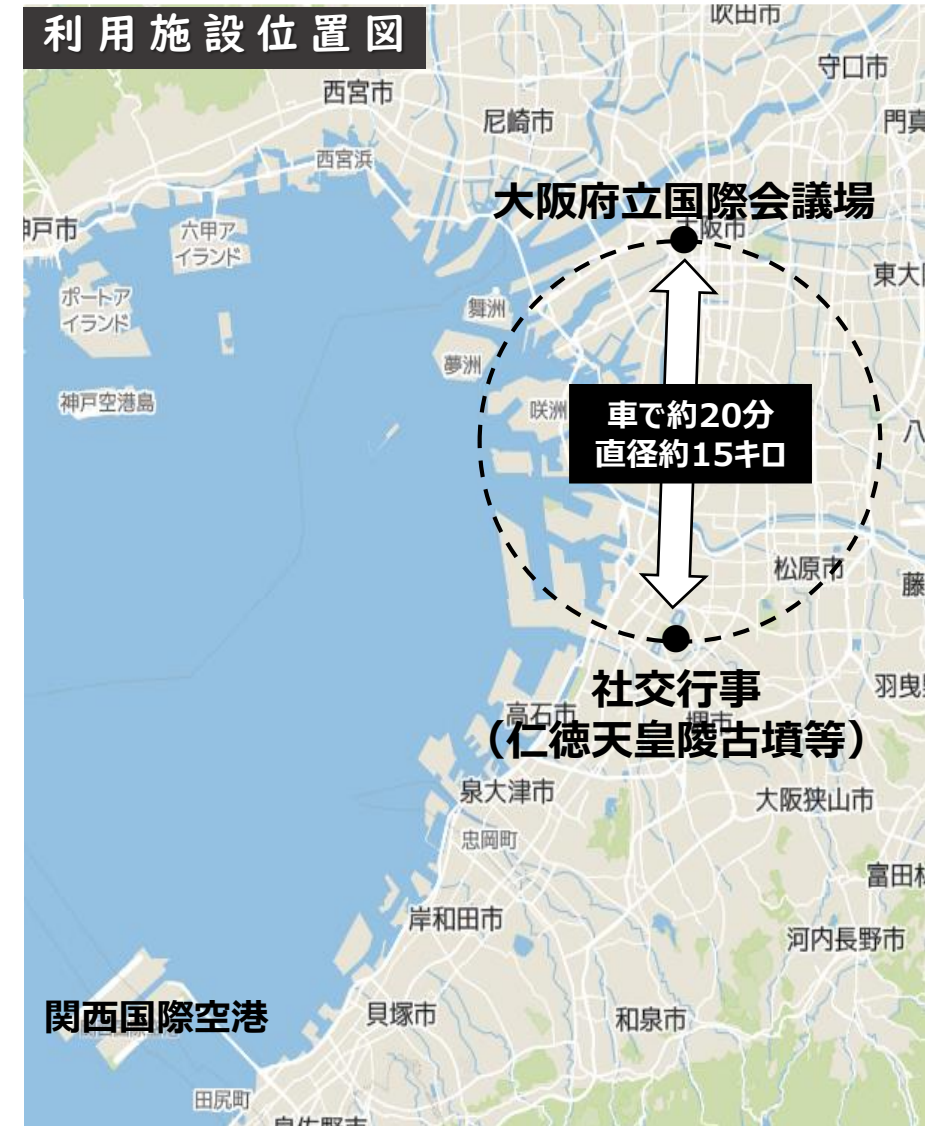 利用施設位置図
吹田市
守口市
西宮市
尼崎市
門真
西宮浜
大阪府立国際会議場
戸市
六甲ア
イランド
阪市
東大
ポートア
イランド
舞洲
夢洲
神戸空港島
咲洲
車で約20分
直径約15キロ
八
松原市
藤
社交行事
羽曳
高石市
堺市
(仁徳天皇陵古墳等)
泉大津市
大阪狭山市
忠岡町
富田林
岸和田市
河内長野市
関西国際空港
貝塚市
和泉市
田尻町
泉佐野市